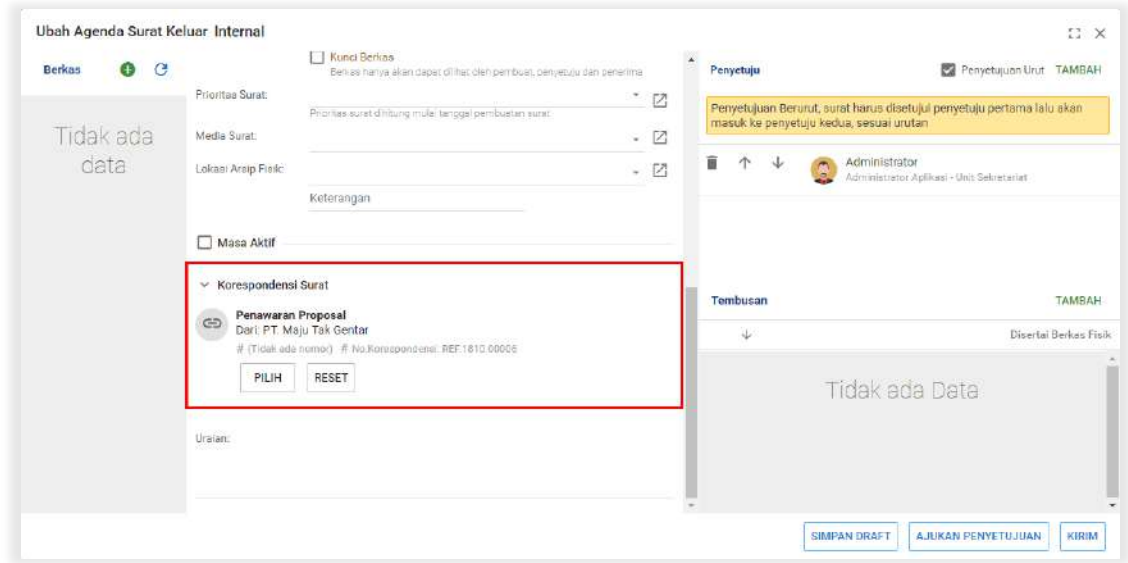 Ubah Agenda Surat Keluar Internal
Berkas
Tidak ada
data
Kunci Berkas
Berkas hanya akan dapat dilihat oleh pembuat, penyetuju dan penerima
Prioritas Surat:
Prioritas surat dihitung mulai tanggal pembuatan surat
Media Surat:
Lokasi Arsip Fisik:
Keterangan
Masa Aktif
Korespondensi Surat
Penawaran Proposal
Dari: PT. Maju Tak Gentar
# (Tidak ada nomor) # No.Korespondensi: REF.1810.00006
PILIH RESET
Uraian:
Penyetuju
Penyetujuan Urut TAMBAH
Penyetujuan Berurut, surat harus disetujui penyetuju pertama lalu akan
masuk ke penyetuju kedua, sesuai urutan
Administrator
Administrator Aplikasi - Unit Sekretariat
Tembusan TAMBAH
Disertai Berkas Fisik
Tidak ada Data
SIMPAN DRAFT AJUKAN PENYETUJUAN KIRIM